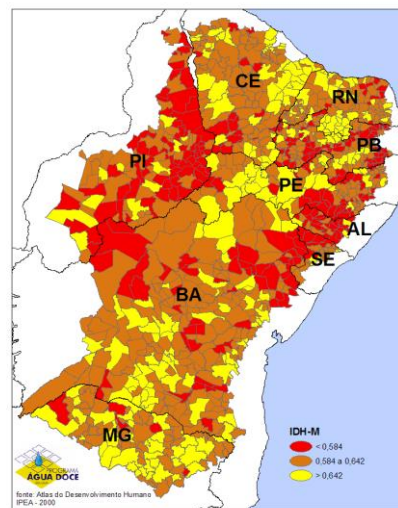 CE
RN
PB
PI
PE
AL
SE
BA
MG
IDH-M
< 0,584
0,584 a 0,642
> 0,642
PROGRAMA
ÁGUA DOCE
fonte: Atlas do Desenvolvimento Humano
IPEA - 2000